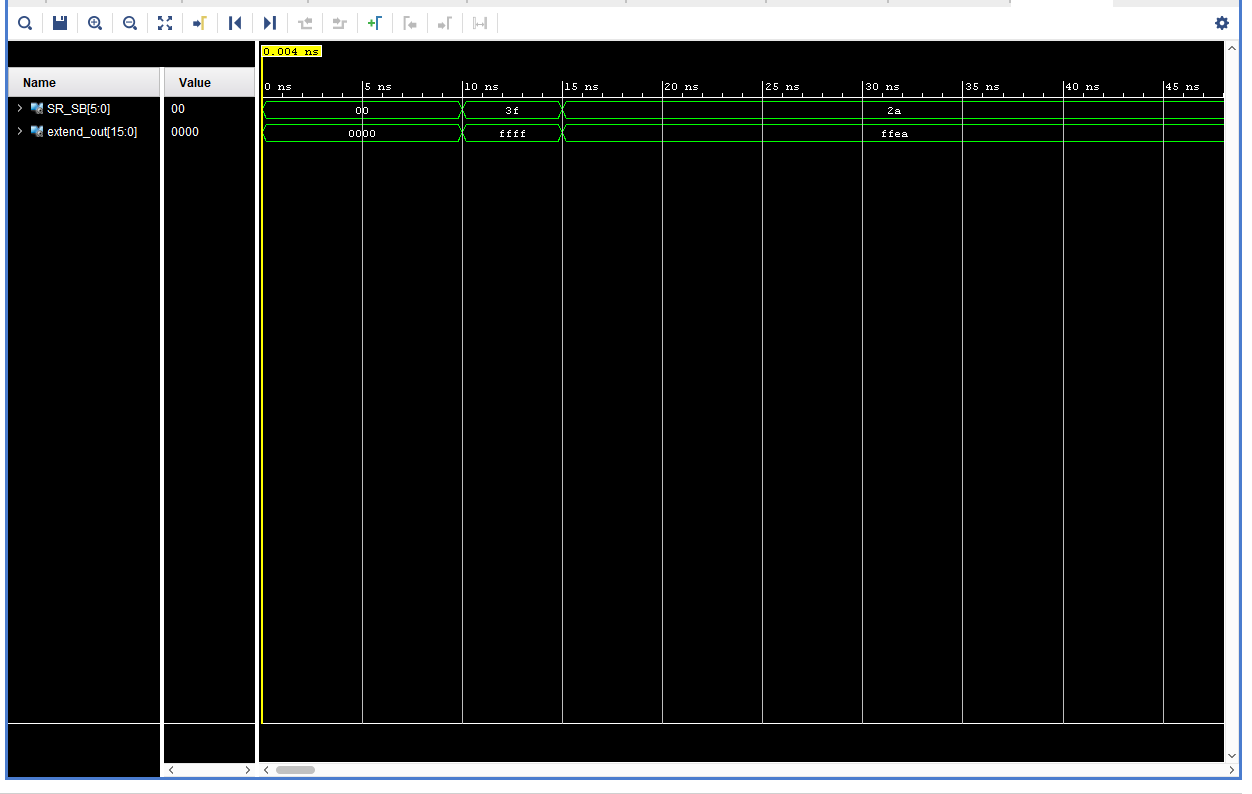 0.004 ns
Name Value
0 ns 5 ns 10 ns 15 ns 20 ns 25 ns 30 ns 35 ns 40 ns 45 ns
SR_SB[5:0] 00 00 3f 2a
extend_out[15:0] 0000 0000 ffff ffea